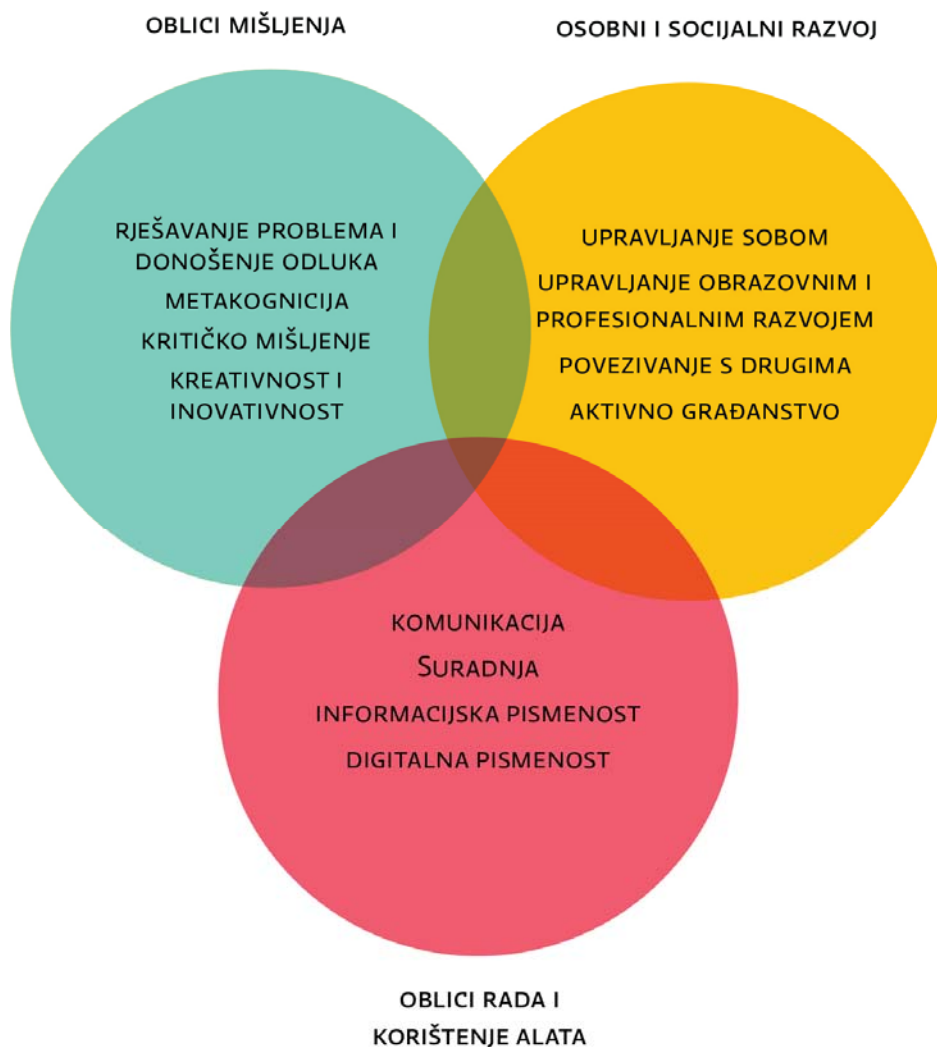 OBLICI MIŠLJENJA
OSOBNI I SOCIJALNI RAZVOJ
RJEŠAVANJE PROBLEMA I
DONOŠENJE ODLUKA
METAKOGNICIJA
KRITIČKO MIŠLJENJE
KREATIVNOST I
INOVATIVNOST
UPRAVLJANJE SOBOM
UPRAVLJANJE OBRAZOVNIM I
PROFESIONALNIM RAZVOJEM
POVEZIVANJE S DRUGIMA
AKTIVNO GRAĐANSTVO
KOMUNIKACIJA
SURADNJA
INFORMACIJSKA PISMENOST
DIGITALNA PISMENOST
OBLICI RADA I
KORIŠTENJE ALATA